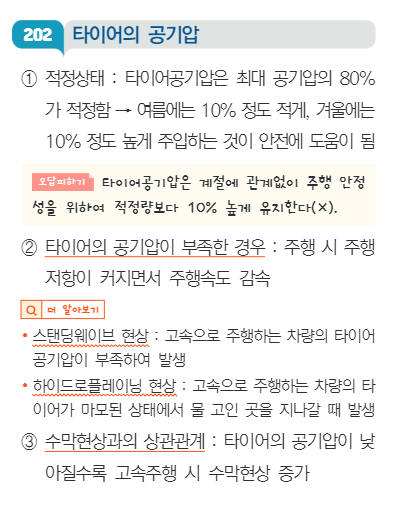 202 타이어의 공기압
① 적정상태 : 타이어공기압은 최대 공기압의 80%
가 적정함 → 여름에는 10% 정도 적게, 겨울에는
10% 정도 높게 주입하는 것이 안전에 도움이 됨
오답피하기 타이어공기압은 계절에 관계없이 주행 안정
성을 위하여 적정량보다 10% 높게 유지한다(×).
② 타이어의 공기압이 부족한 경우 : 주행 시 주행
저항이 커지면서 주행속도 감속
더 알아보기
• 스탠딩웨이브 현상 : 고속으로 주행하는 차량의 타이어
공기압이 부족하여 발생
• 하이드로플레이닝 현상 : 고속으로 주행하는 차량의 타
이어가 마모된 상태에서 물 고인 곳을 지나갈 때 발생
③ 수막현상과의 상관관계 : 타이어의 공기압이 낮
아질수록 고속주행 시 수막현상 증가